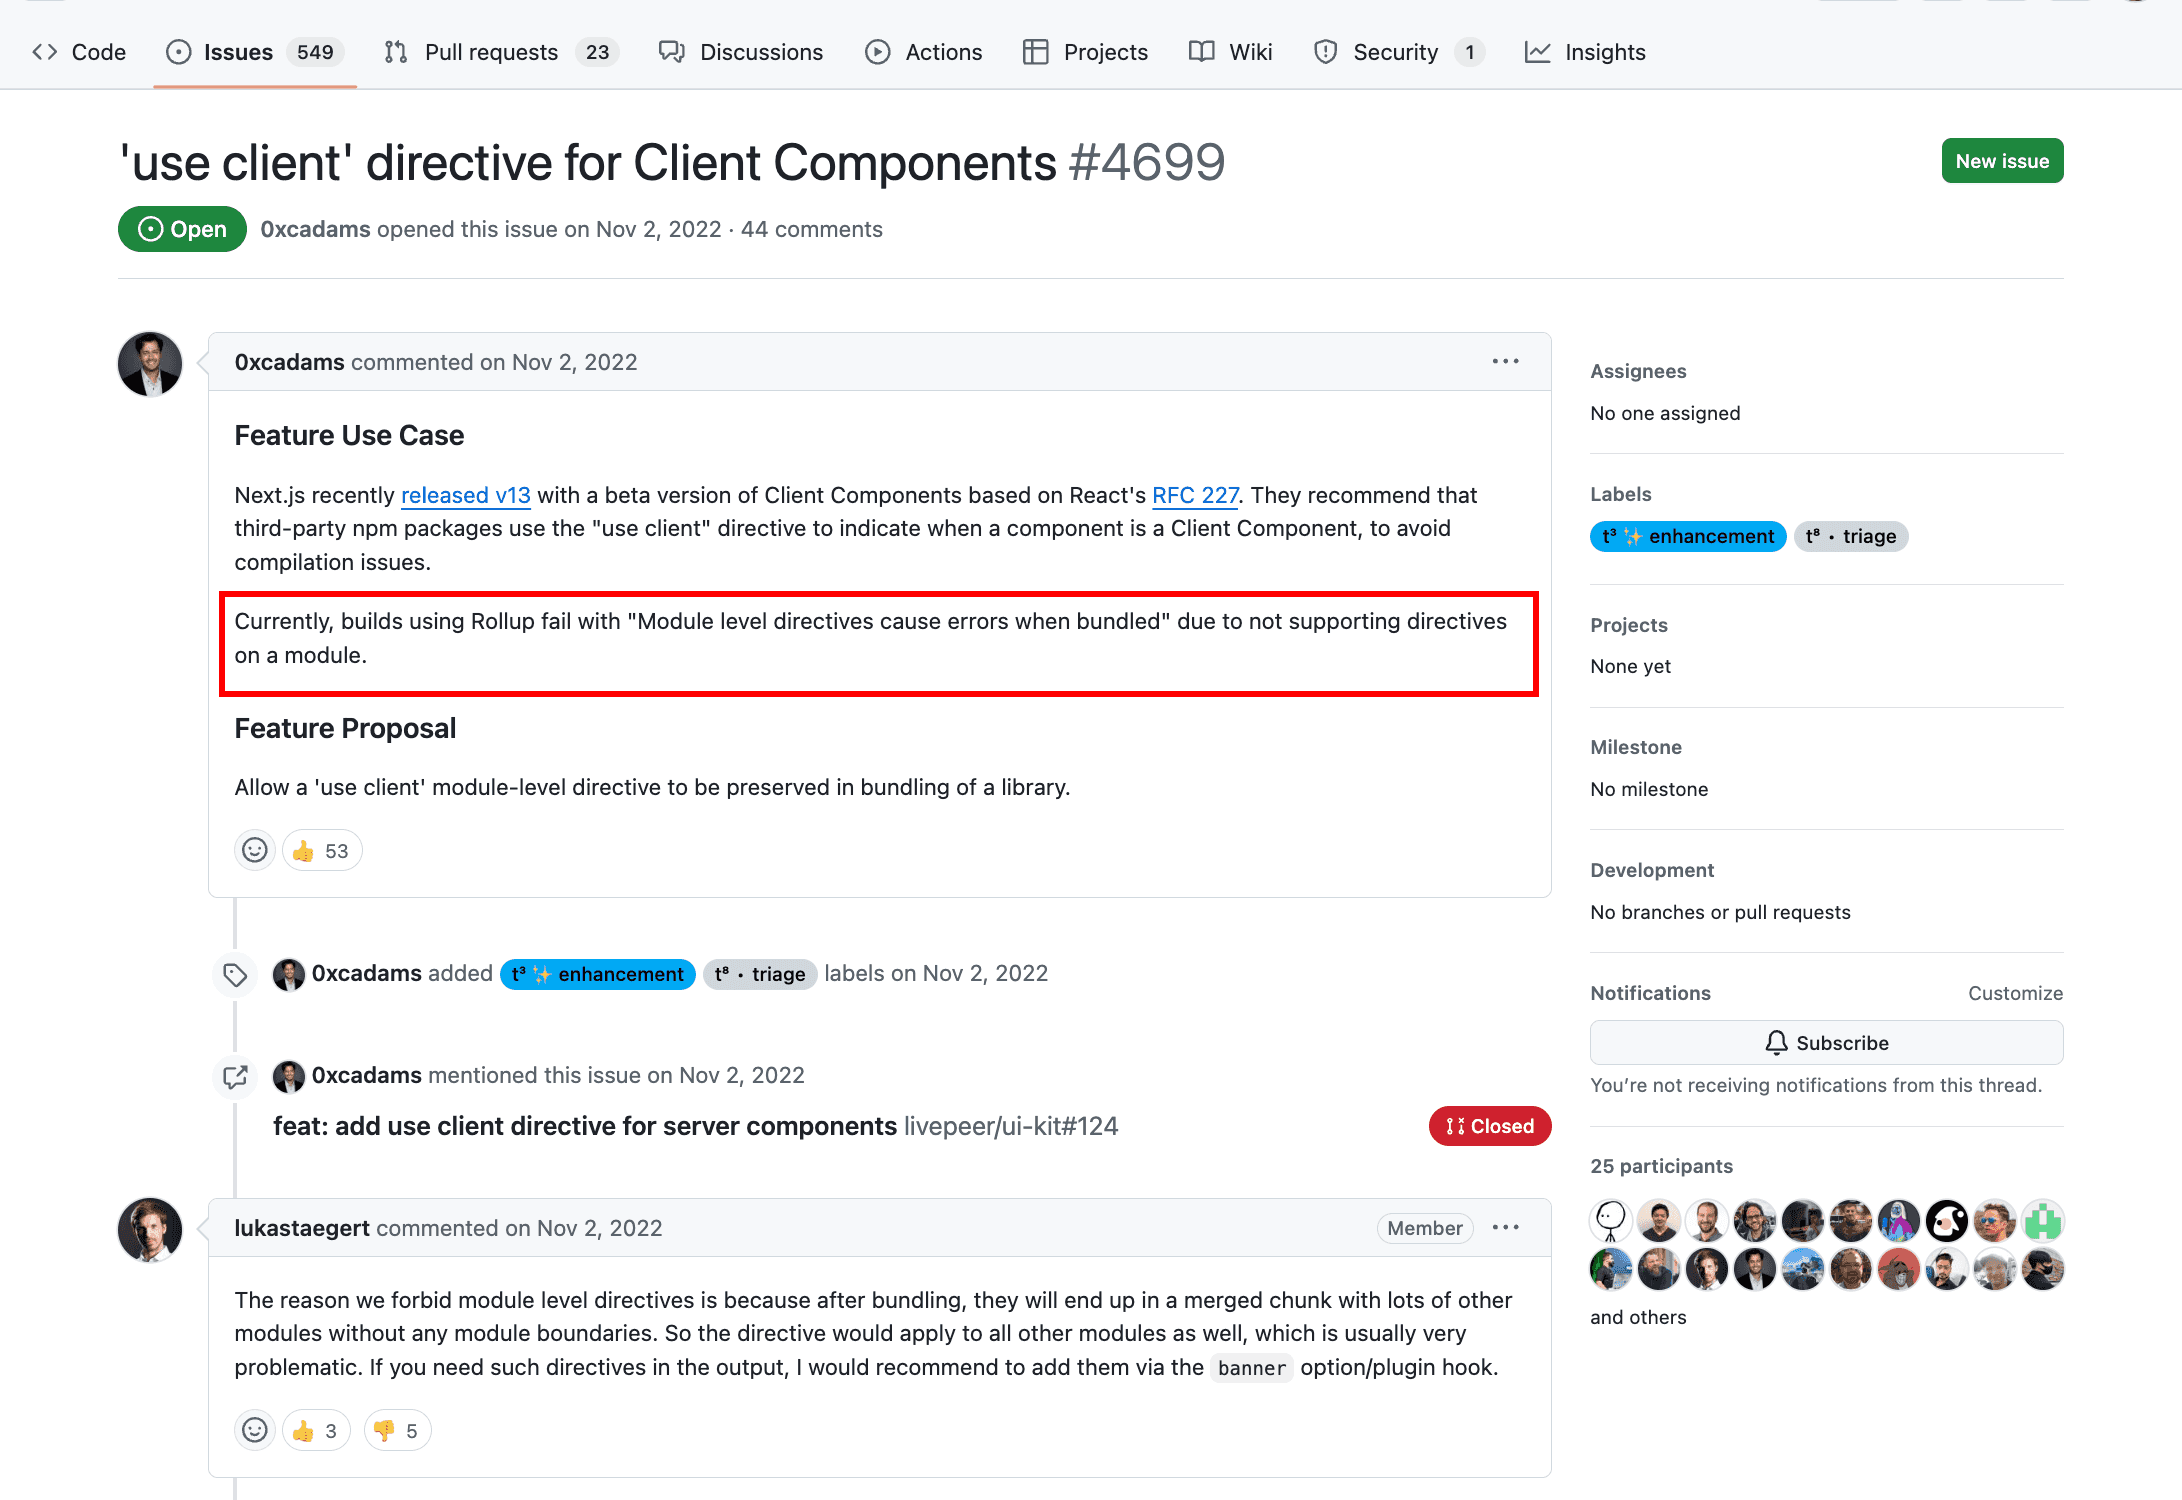 Code Issues 549 Pull requests 23 Discussions Actions Projects Wiki Security 1 Insights
'use client' directive for Client Components #4699
New issue
Open 0xcadams opened this issue on Nov 2, 2022 · 44 comments
0xcadams commented on Nov 2, 2022
Feature Use Case
Next.js recently released v13 with a beta version of Client Components based on React's RFC 227. They recommend that
third-party npm packages use the "use client" directive to indicate when a component is a Client Component, to avoid
compilation issues.
Currently, builds using Rollup fail with "Module level directives cause errors when bundled" due to not supporting directives
on a module.
Feature Proposal
Allow a 'use client' module-level directive to be preserved in bundling of a library.
👍 53
0xcadams added t³ ✨ enhancement t⁸ · triage labels on Nov 2, 2022
0xcadams mentioned this issue on Nov 2, 2022
feat: add use client directive for server components livepeer/ui-kit#124
Closed
lukastaegert commented on Nov 2, 2022
Member
The reason we forbid module level directives is because after bundling, they will end up in a merged chunk with lots of other
modules without any module boundaries. So the directive would apply to all other modules as well, which is usually very
problematic. If you need such directives in the output, I would recommend to add them via the banner option/plugin hook.
👍 3 👎 5
Assignees
No one assigned
Labels
t³ ✨ enhancement t⁸ · triage
Projects
None yet
Milestone
No milestone
Development
No branches or pull requests
Notifications Customize
Subscribe
You're not receiving notifications from this thread.
25 participants
and others